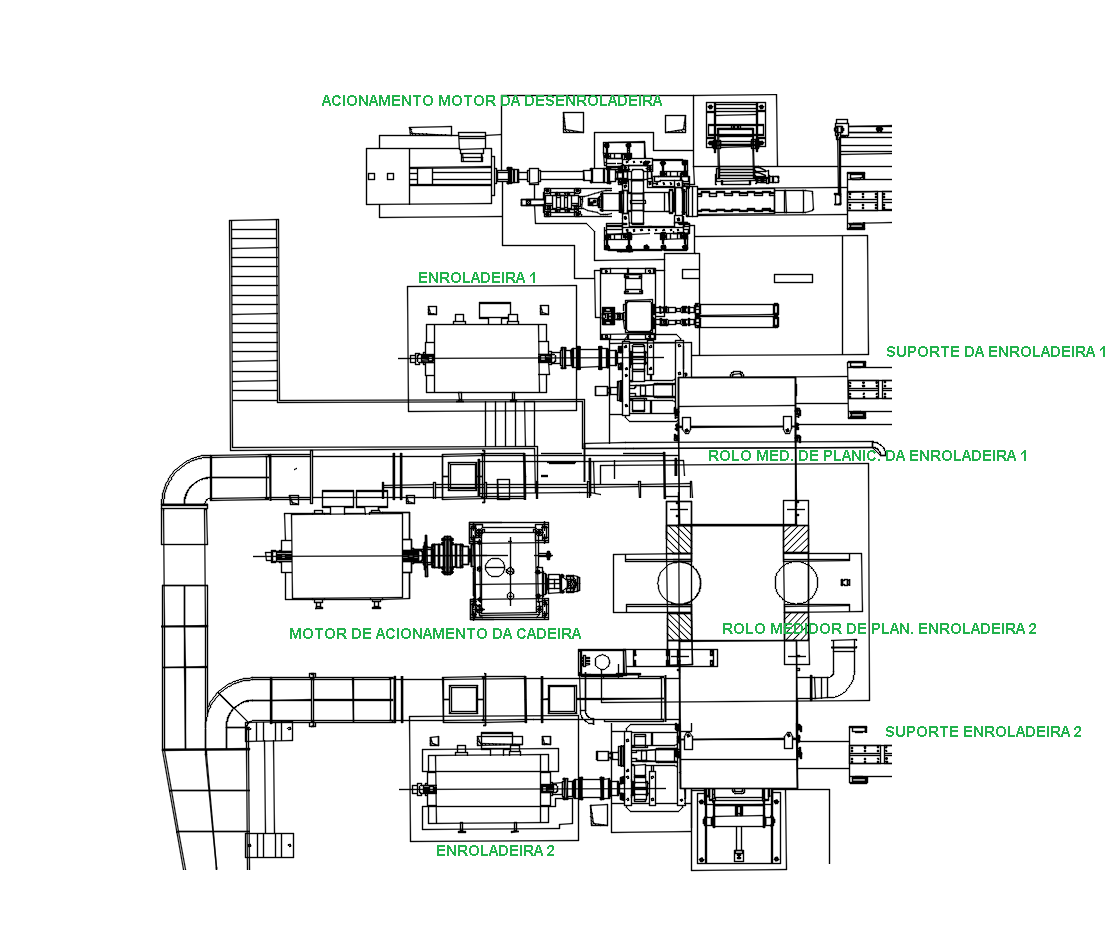 ACIONAMENTO MOTOR DA DESENROLADEIRA
ENROLADEIRA 1
SUPORTE DA ENROLADEIRA 1
ROLO MED. DE PLANIC. DA ENROLADEIRA 1
ROLO MEDIDOR DE PLAN. ENROLADEIRA 2
MOTOR DE ACIONAMENTO DA CADEIRA
SUPORTE ENROLADEIRA 2
ENROLADEIRA 2